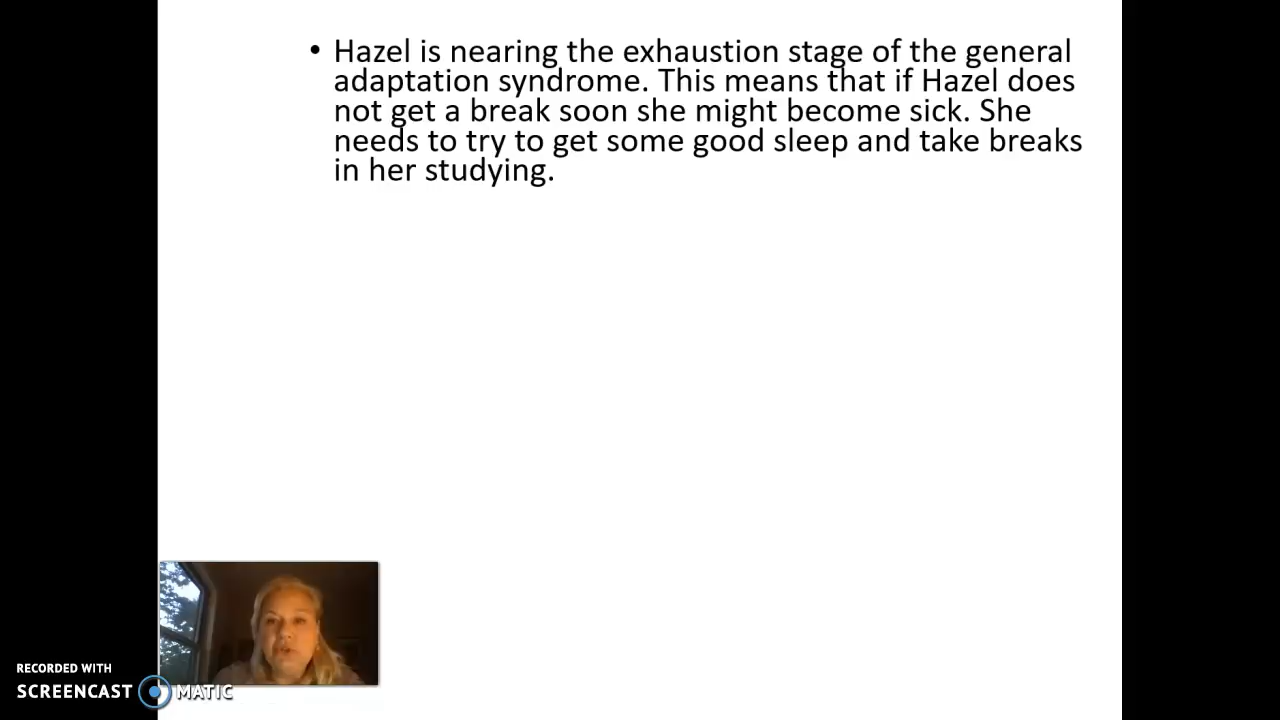 • Hazel is nearing the exhaustion stage of the general
adaptation syndrome. This means that if Hazel does
not get a break soon she might become sick. She
needs to try to get some good sleep and take breaks
in her studying.
RECORDED WITH
SCREENCAST MATIC